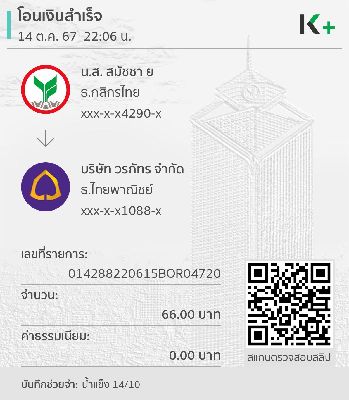 โอนเงินสำเร็จ
14 ต.ค. 67 22:06 น.
K+
น.ส. สมัชชา ย
ธ.กสิกรไทย
xxx-x-x4290-x
บริษัท วรภัทร จำกัด
ธ.ไทยพาณิชย์
xxx-x-x1088-x
เลขที่รายการ:
014288220615BOR04720
จำนวน:
66.00 บาท
ค่าธรรมเนียม:
0.00 บาท
สแกนตรวจสอบสลิป
บันทึกช่วยจำ: น้ำแข็ง 14/10